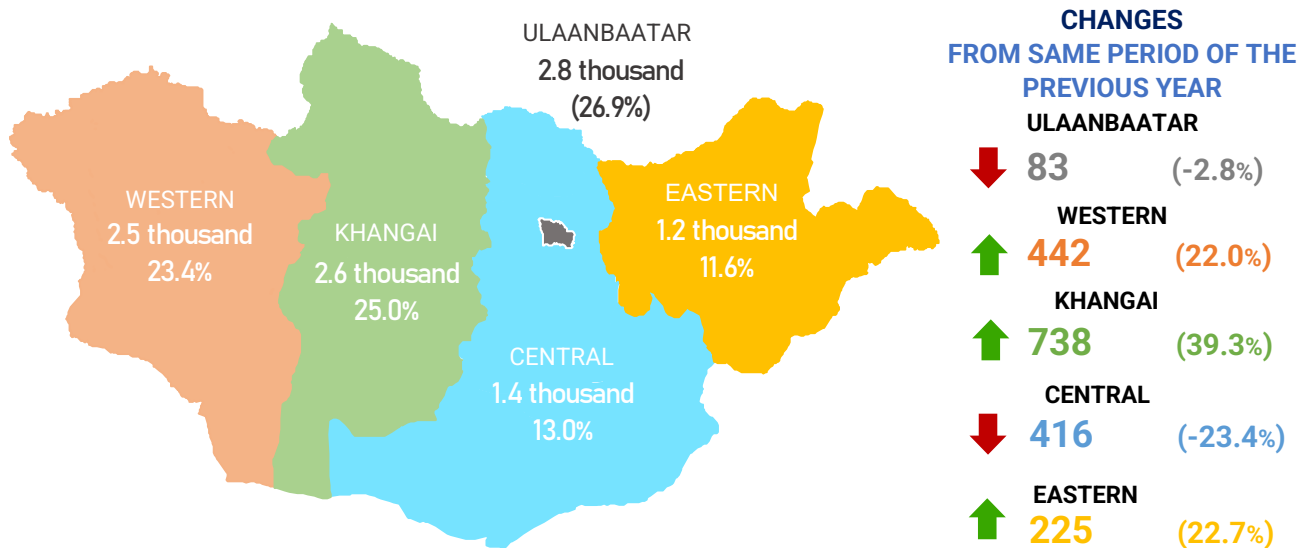 ULAANBAATAR
2.8 thousand
(26.9%)
WESTERN
2.5 thousand
23.4%
KHANGAI
2.6 thousand
25.0%
CENTRAL
1.4 thousand
13.0%
EASTERN
1.2 thousand
11.6%
CHANGES
FROM SAME PERIOD OF THE
PREVIOUS YEAR
ULAANBAATAR
83 (-2.8%)
WESTERN
442 (22.0%)
KHANGAI
738 (39.3%)
CENTRAL
416 (-23.4%)
EASTERN
225 (22.7%)